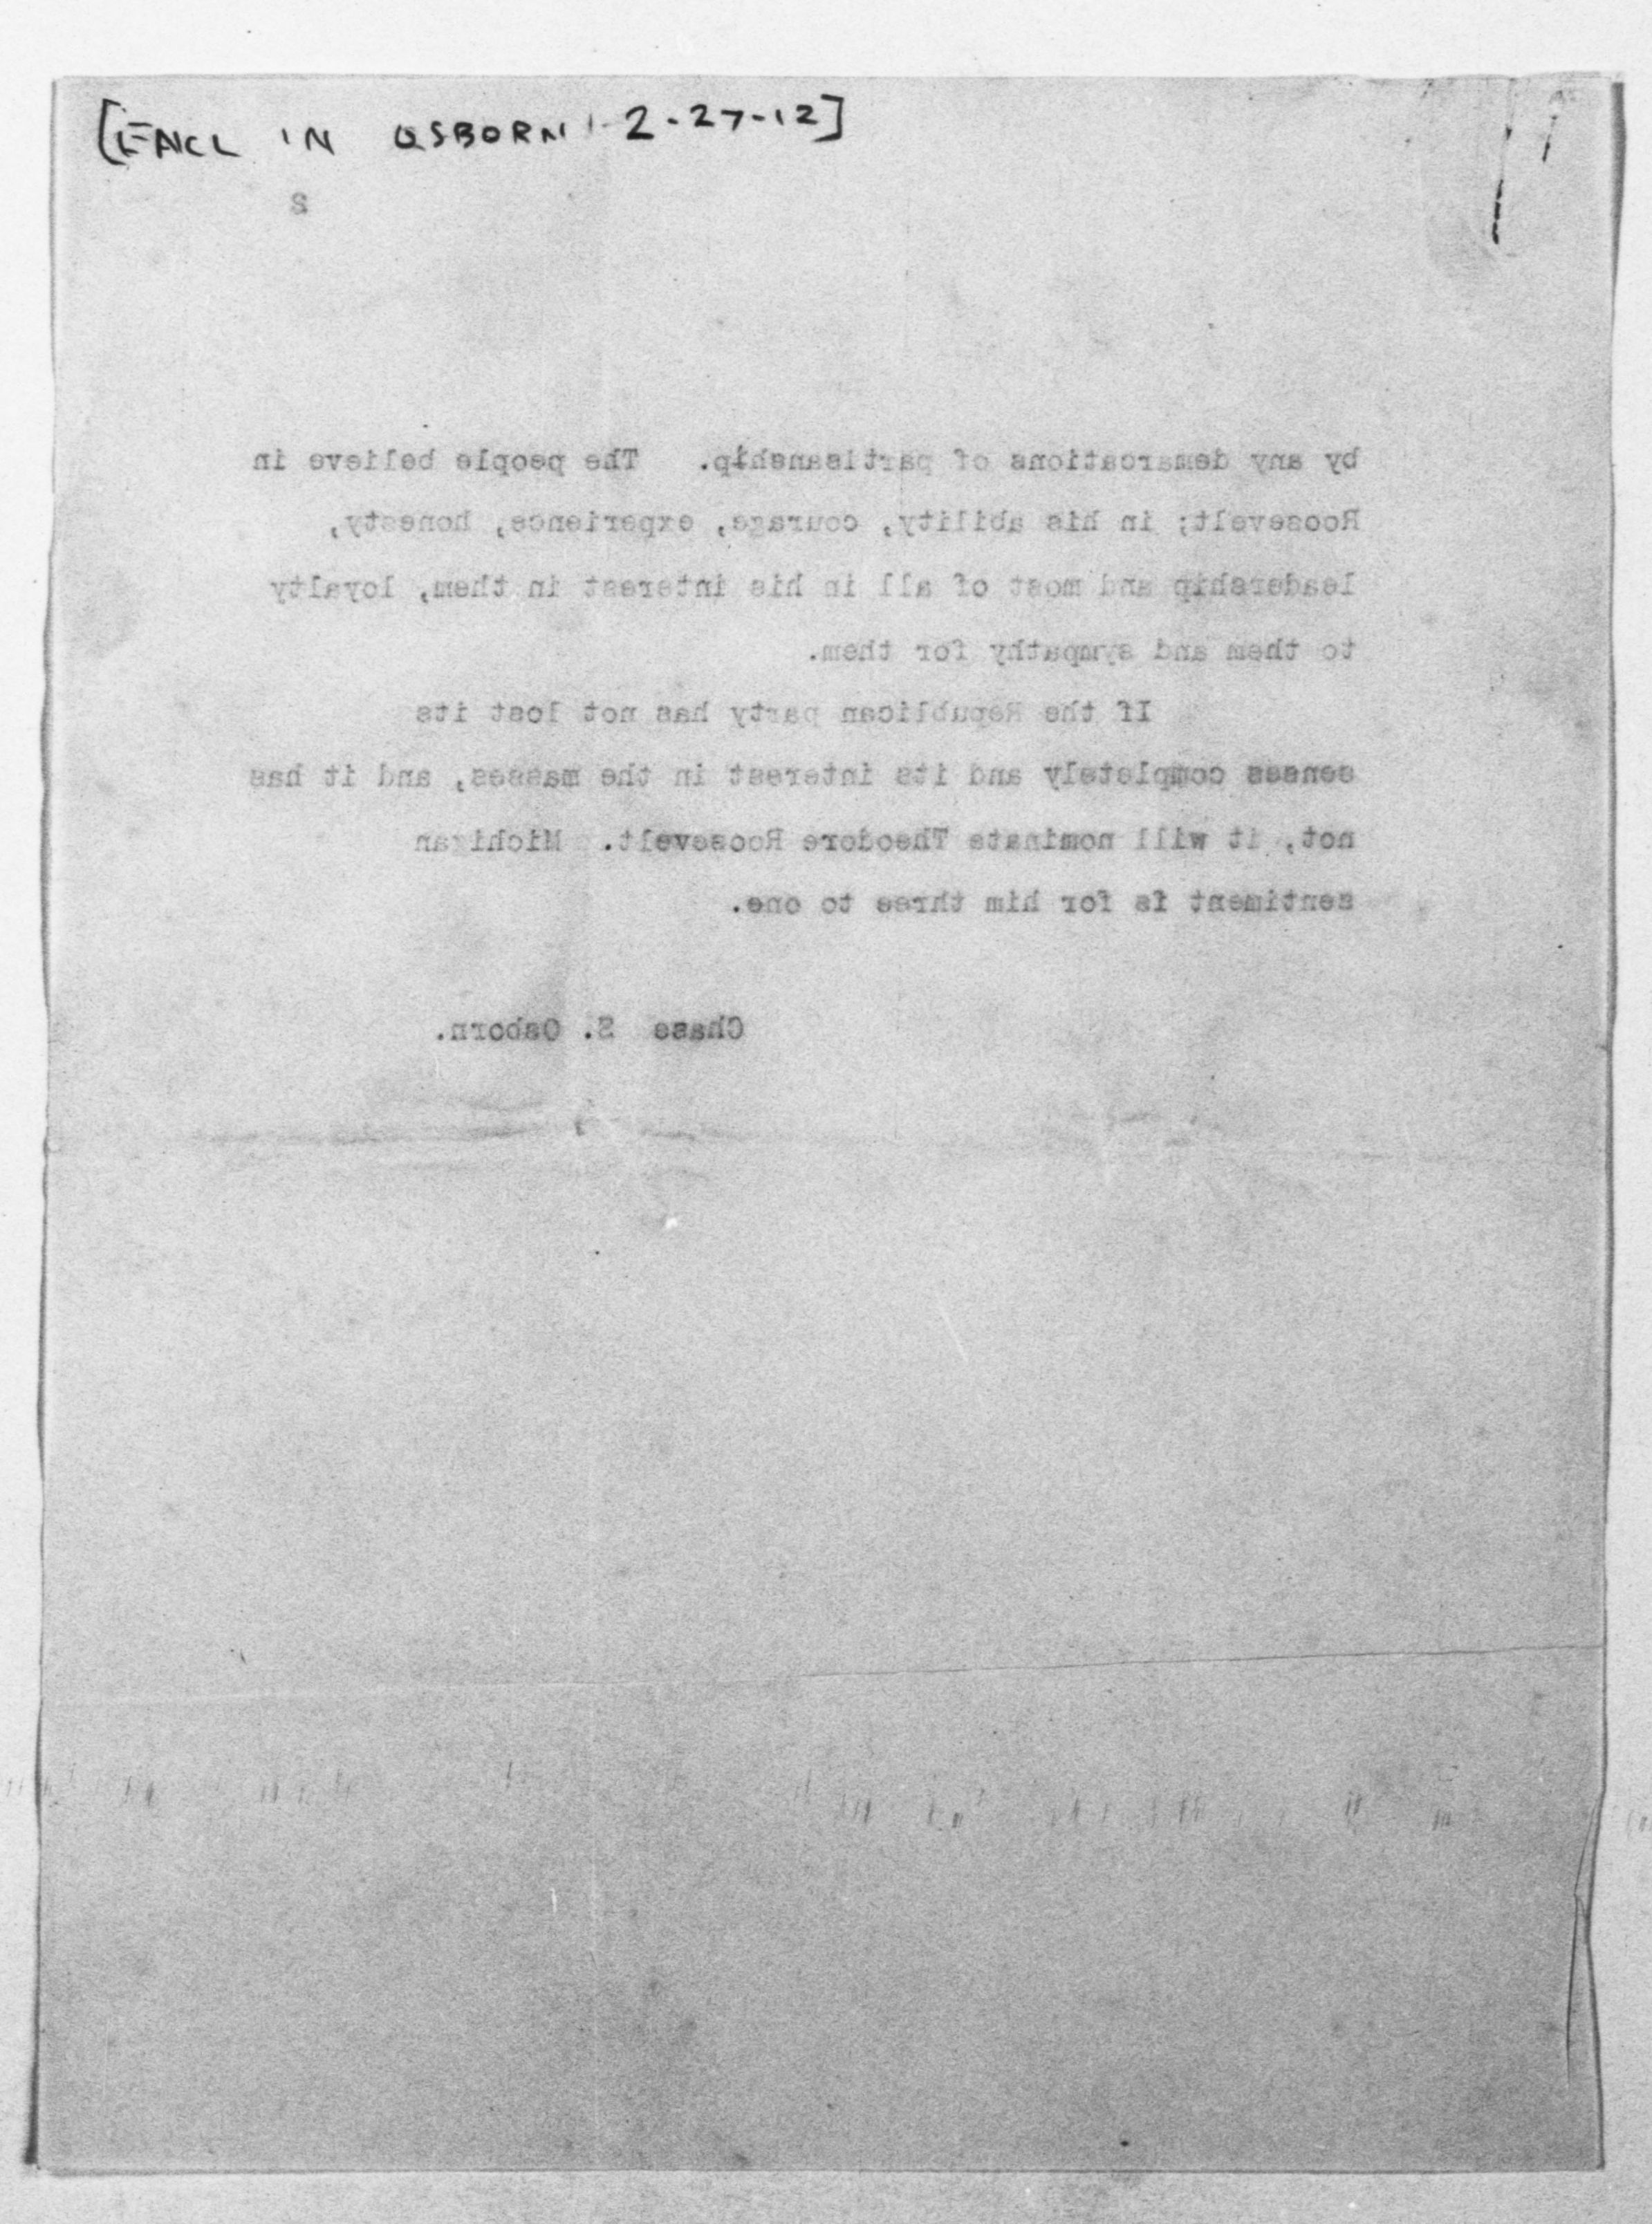 [ENCL IN OSBORN 2-27-12]
2
by any demarcations of partisanship. The people believe in
Roosevelt; in his ability, courage, experience, honesty,
leadership and most of all in his interest in them, loyalty
to them and sympathy for them.
If the Republican party has not lost its
senses completely and its interest in the masses, and it has
not, it will nominate Theodore Roosevelt. Michigan
sentiment is for him three to one.
Chase S. Osborn.